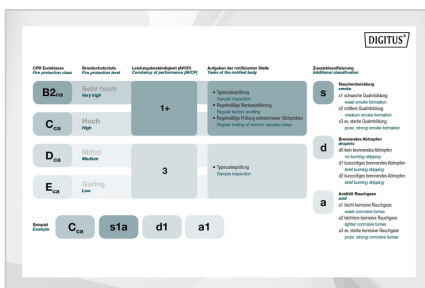 DIGITUS®
CPR Euroklasse
Fire protection class
Brandschutzstufe
Fire protection level
Leistungsbeständigkeit (AVCP)
Constancy of performance (AVCP)
Aufgaben der notifizierten Stelle
Tasks of the notified body
Zusatzklassifizierung
Additional classification
B2ca
Sehr hoch
Very high
Cca
Hoch
High
1+
• Typmusterprüfung
Sample inspection
• Regelmäßige Werksauditierung
Regular factory auditing
• Regelmäßige Prüfung entnommener Stichproben
Regular testing of random samples taken
Dca
Mittel
Medium
Eca
Gering
Low
3
• Typmusterprüfung
Sample inspection
s
Rauchentwicklung
smoke
s1 schwache Qualmbildung
weak smoke formation
s2 mittlere Qualmbildung
medium smoke formation
s3 ev. starke Qualmbildung
poss. strong smoke formation
d
Brennendes Abtropfen
droplets
d0 kein brennendes Abtropfen
no burning dripping
d1 kurzzeitiges brennendes Abtropfen
brief burning dripping
d2 kurzzeitiges brennendes Abtropfen
brief burning dripping
a
Acidität Rauchgase
acid
a1 leicht korrosive Rauchgase
weak corrosive fumes
a2 leichtere korrosive Rauchgase
lighter corrosive fumes
a3 ev. starke korrosive Rauchgase
poss. strong corrosive fumes
Beispiel
Example
Cca
s1a
d1
a1